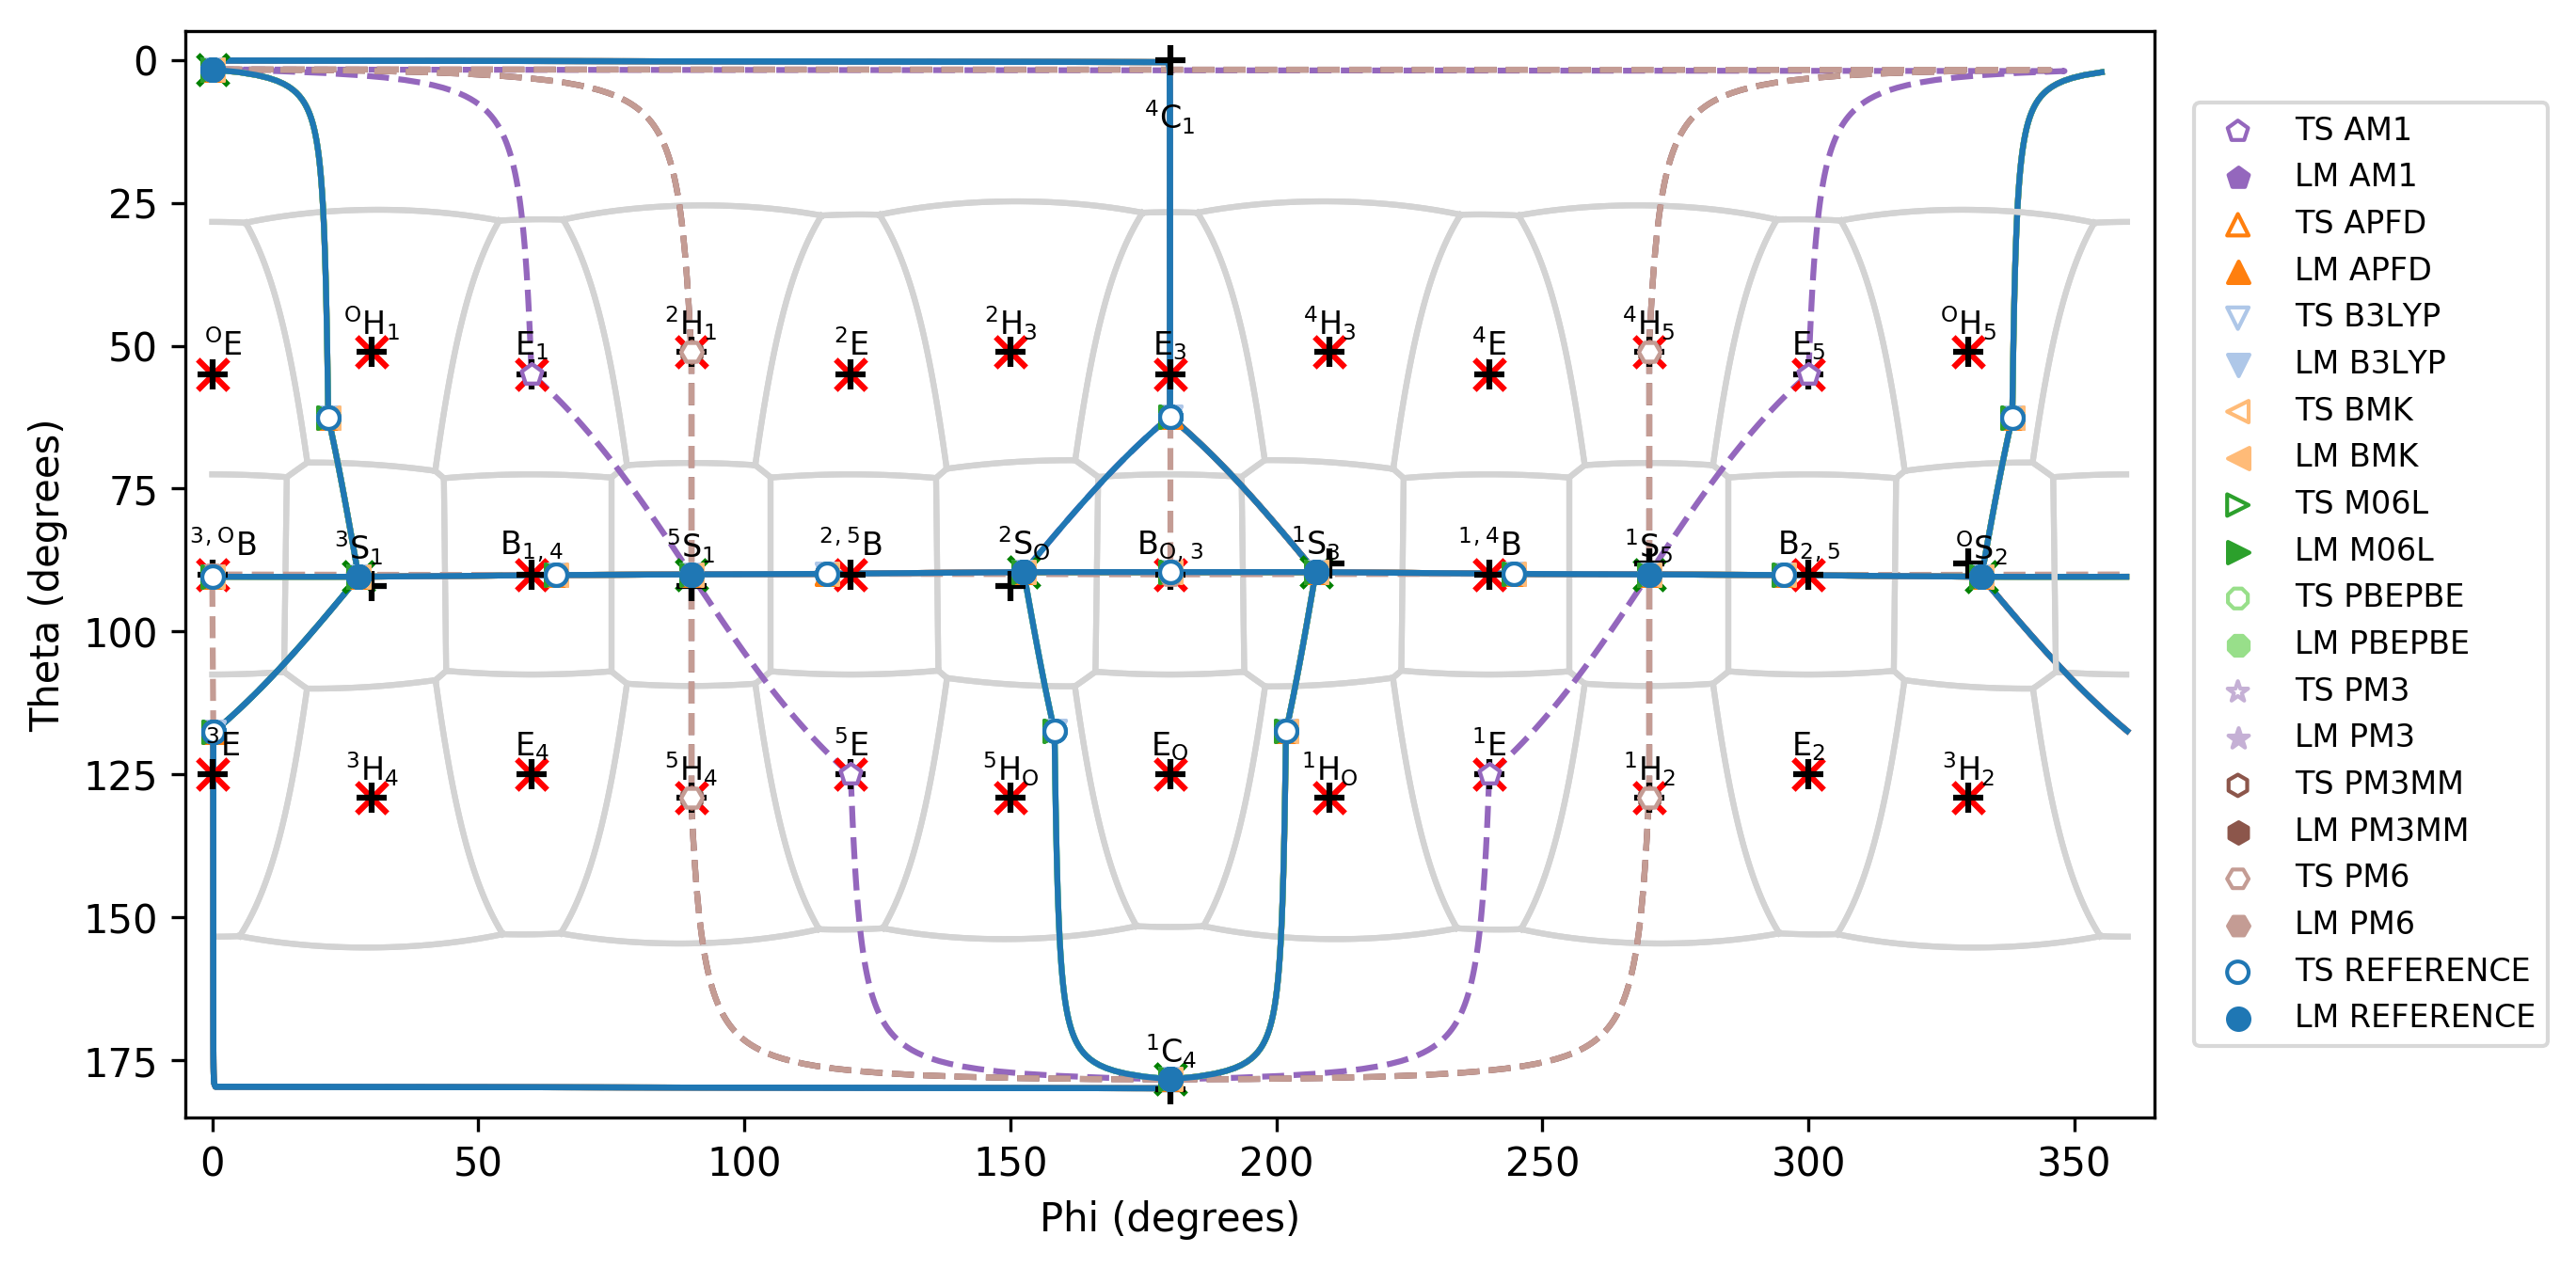 0
25
50
75
100
125
150
175
Theta (degrees)
0 50 100 150 200 250 300 350
Phi (degrees)
⁴C₁
ᴼE ᴼH₁ E₁ ²H₁ ²E ²H₃ E₃ ⁴H₃ ⁴E ⁴H₅ E₅ ᴼH₅
³,ᴼB ³S₁ B₁,₄ ⁵S₁ ²,⁵B ²Sₒ Bₒ,₃ ¹S₃ ¹,⁴B ¹S₅ B₂,₅ ᴼS₂
³E ³H₄ E₄ ⁵H₄ ⁵E ⁵Hₒ Eₒ ¹Hₒ ¹E ¹H₂ E₂ ³H₂
¹C₄
TS AM1
LM AM1
TS APFD
LM APFD
TS B3LYP
LM B3LYP
TS BMK
LM BMK
TS M06L
LM M06L
TS PBEPBE
LM PBEPBE
TS PM3
LM PM3
TS PM3MM
LM PM3MM
TS PM6
LM PM6
TS REFERENCE
LM REFERENCE